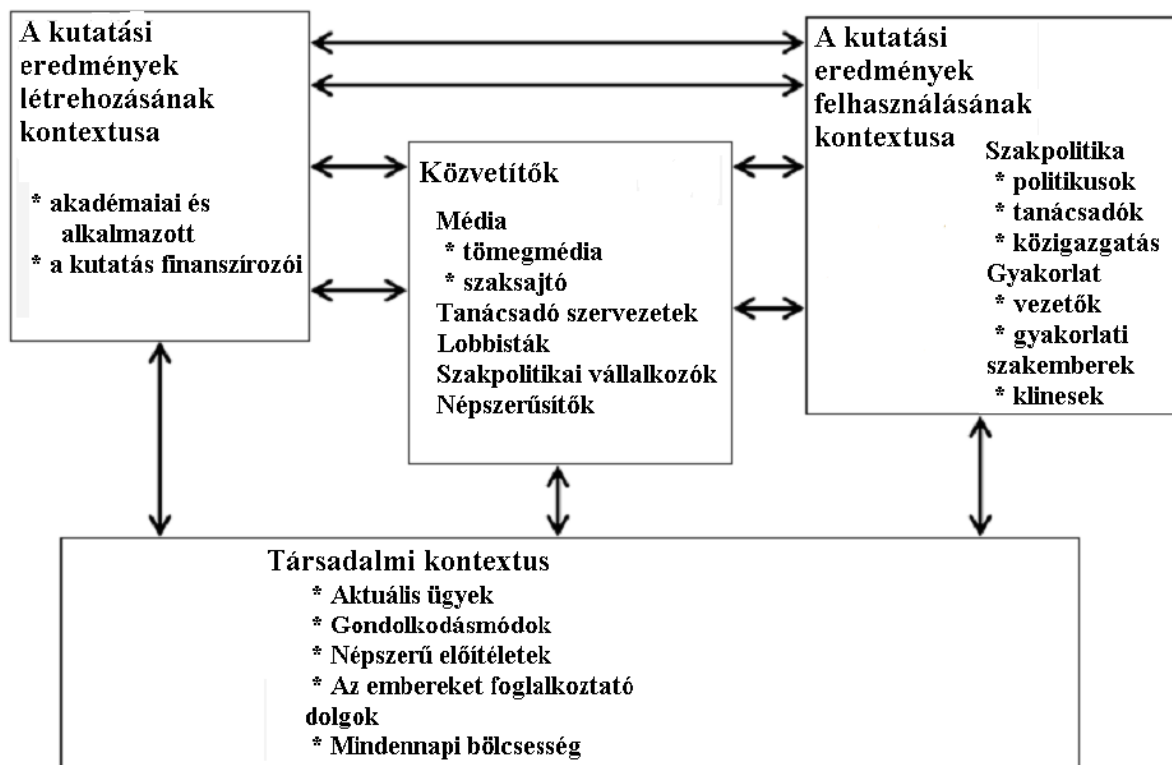 A kutatási
eredmények
létrehozásának
kontextusa
* akadémaiai és
alkalmazott
* a kutatás finanszírozói
Közvetítők
Média
* tömegmédia
* szaksajtó
Tanácsadó szervezetek
Lobbisták
Szakpolitikai vállalkozók
Népszerűsítők
A kutatási
eredmények
felhasználásának
kontextusa
Szakpolitika
* politikusok
* tanácsadók
* közigazgatás
Gyakorlat
* vezetők
* gyakorlati
szakemberek
* klinesek
Társadalmi kontextus
* Aktuális ügyek
* Gondolkodásmódok
* Népszerű előítéletek
* Az embereket foglalkoztató
dolgok
* Mindennapi bölcsesség